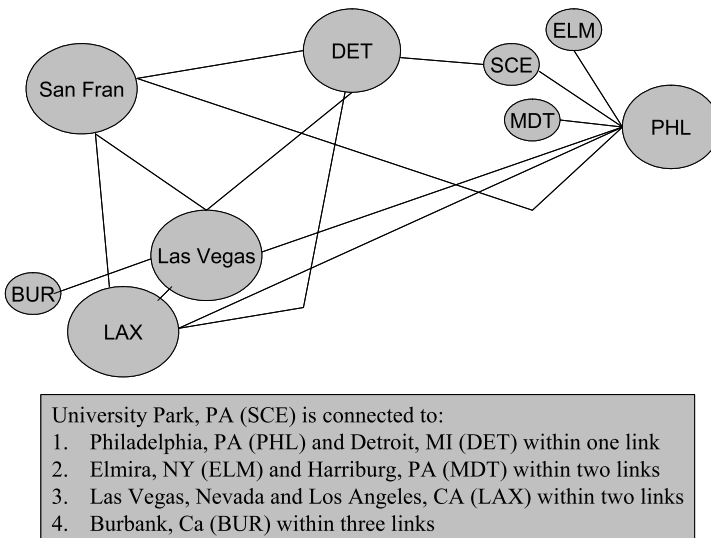 ELM
DET
SCE
San Fran
MDT
PHL
Las Vegas
BUR
LAX
University Park, PA (SCE) is connected to:
1. Philadelphia, PA (PHL) and Detroit, MI (DET) within one link
2. Elmira, NY (ELM) and Harriburg, PA (MDT) within two links
3. Las Vegas, Nevada and Los Angeles, CA (LAX) within two links
4. Burbank, Ca (BUR) within three links